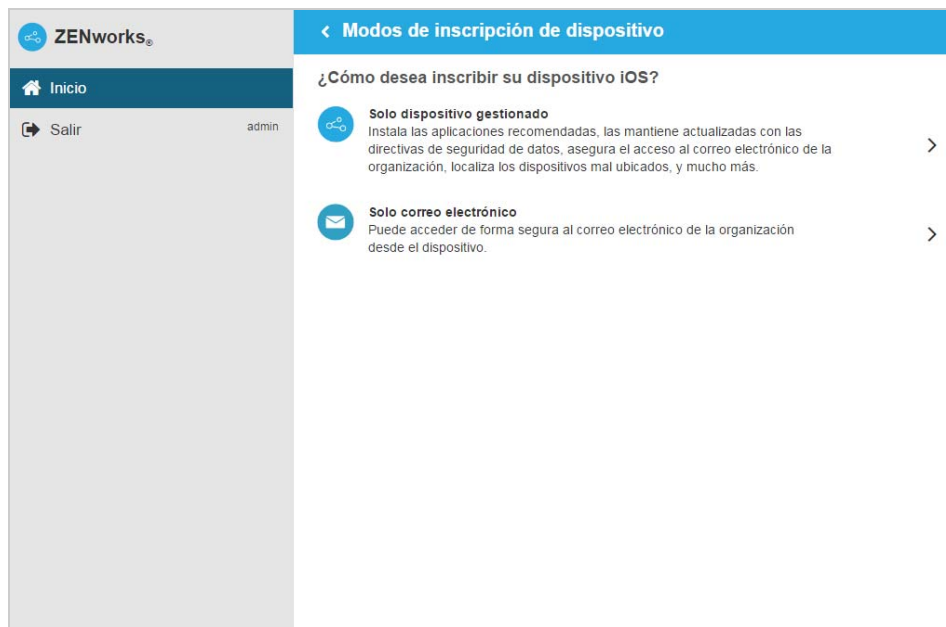 ZENworks®
Inicio
Salir
admin
Modos de inscripción de dispositivo
¿Cómo desea inscribir su dispositivo iOS?
Solo dispositivo gestionado
Instala las aplicaciones recomendadas, las mantiene actualizadas con las
directivas de seguridad de datos, asegura el acceso al correo electrónico de la
organización, localiza los dispositivos mal ubicados, y mucho más.
Solo correo electrónico
Puede acceder de forma segura al correo electrónico de la organización
desde el dispositivo.